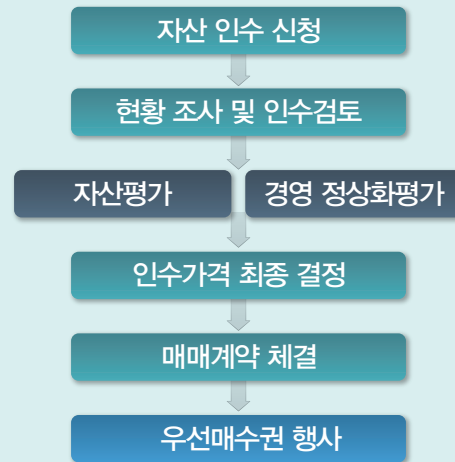 자산 인수 신청
현황 조사 및 인수검토
자산평가
경영 정상화평가
인수가격 최종 결정
매매계약 체결
우선매수권 행사